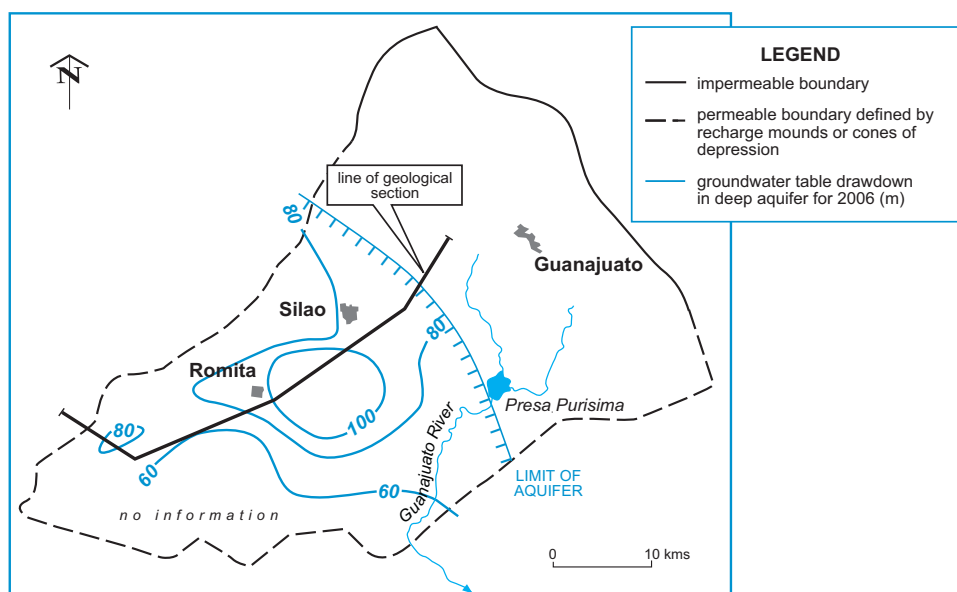 N
LEGEND
impermeable boundary
permeable boundary defined by
recharge mounds or cones of
depression
groundwater table drawdown
in deep aquifer for 2006 (m)
line of geological
section
80
Guanajuato
Silao
80
Romita
Presa Purisima
100
80
60
60
Guanajuato River
LIMIT OF
AQUIFER
no information
0 10 kms